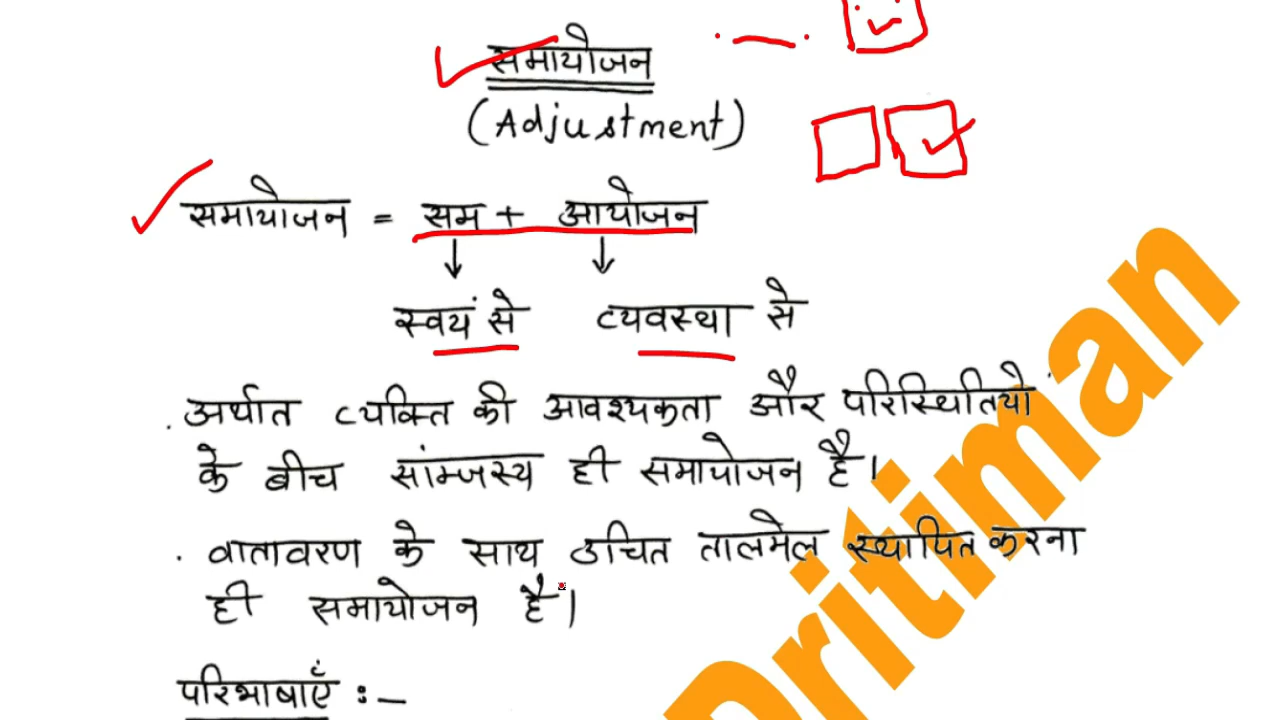 समायोजन
(Adjustment)
समायोजन = सम + आयोजन
स्वयं से व्यवस्था से
. अर्थात व्यक्ति की आवश्यकता और परिस्थितियों
के बीच सांम्जस्य ही समायोजन है।
. वातावरण के साथ उचित तालमेल स्थापित करना
ही समायोजन है।
परिभाषाएँ :-
Pritiman